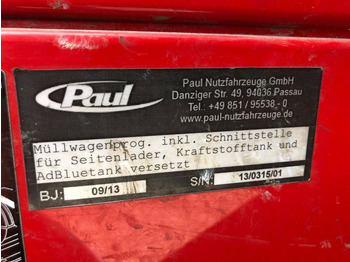 Paul
Paul Nutzfahrzeuge GmbH
Danziger Str. 49, 94036 Passau
Tel.: +49 851 / 95538 - 0
www.paul-nutzfahrzeuge.de
Müllwagenprog. inkl. Schnittstelle
für Seitenlader, Kraftstofftank und
AdBluetank versetzt
BJ: 09/13
S/N: 13/0315/01